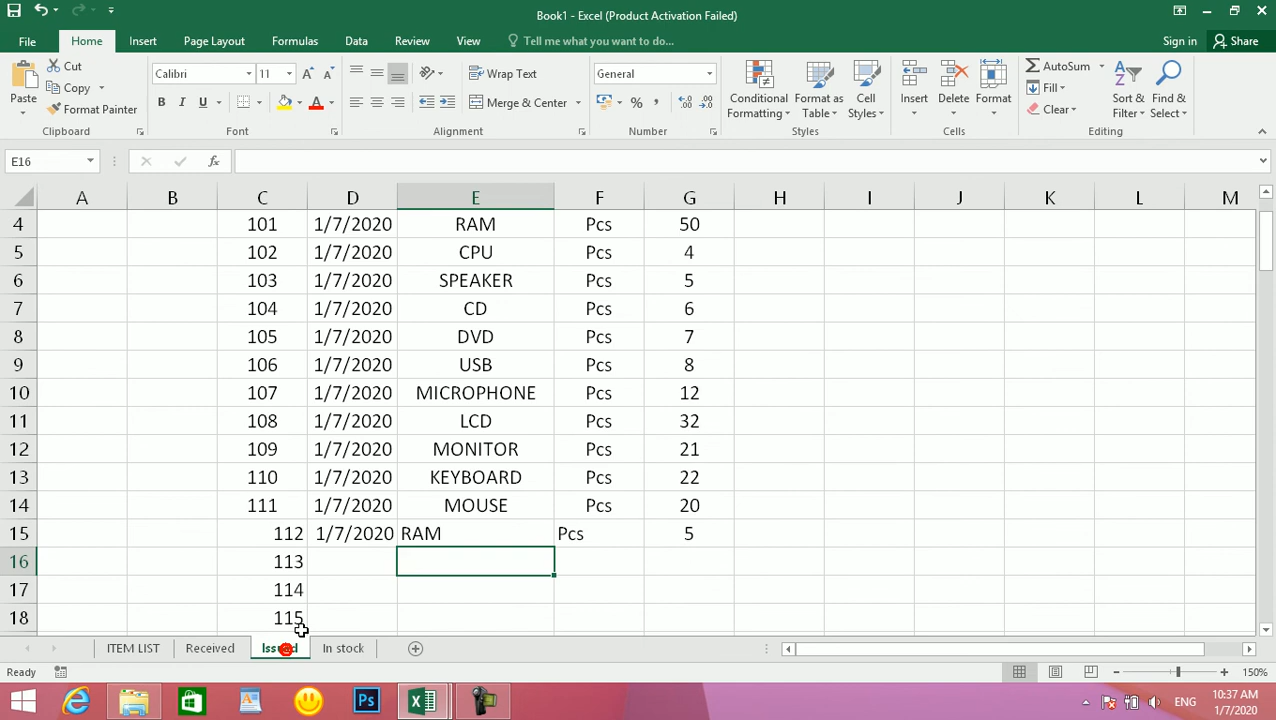 Book1 - Excel (Product Activation Failed)
File Home Insert Page Layout Formulas Data Review View Tell me what you want to do... Sign in Share
Cut
Copy
Format Painter
Paste
Clipboard
Calibri 11
B I U
Font
Wrap Text
Merge & Center
Alignment
General
Number
Conditional Formatting
Format as Table
Cell Styles
Styles
Insert Delete Format
Cells
AutoSum
Fill
Clear
Sort & Filter
Find & Select
Editing
E16 fx
A B C D E F G H I J K L M
4 101 1/7/2020 RAM Pcs 50
5 102 1/7/2020 CPU Pcs 4
6 103 1/7/2020 SPEAKER Pcs 5
7 104 1/7/2020 CD Pcs 6
8 105 1/7/2020 DVD Pcs 7
9 106 1/7/2020 USB Pcs 8
10 107 1/7/2020 MICROPHONE Pcs 12
11 108 1/7/2020 LCD Pcs 32
12 109 1/7/2020 MONITOR Pcs 21
13 110 1/7/2020 KEYBOARD Pcs 22
14 111 1/7/2020 MOUSE Pcs 20
15 112 1/7/2020 RAM Pcs 5
16 113
17 114
18 115
ITEM LIST Received Issued In stock
Ready 150%
Ps ENG 10:37 AM
1/7/2020